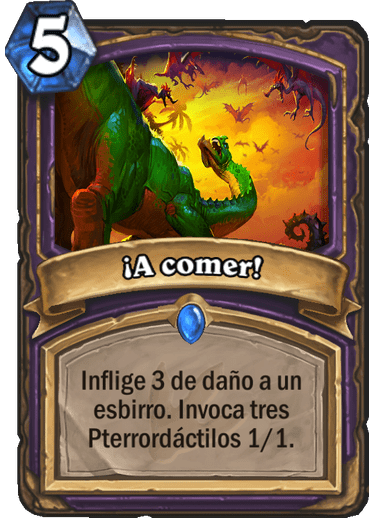 5
¡A comer!
Inflige 3 de daño a un
esbirro. Invoca tres
Pterrordáctilos 1/1.